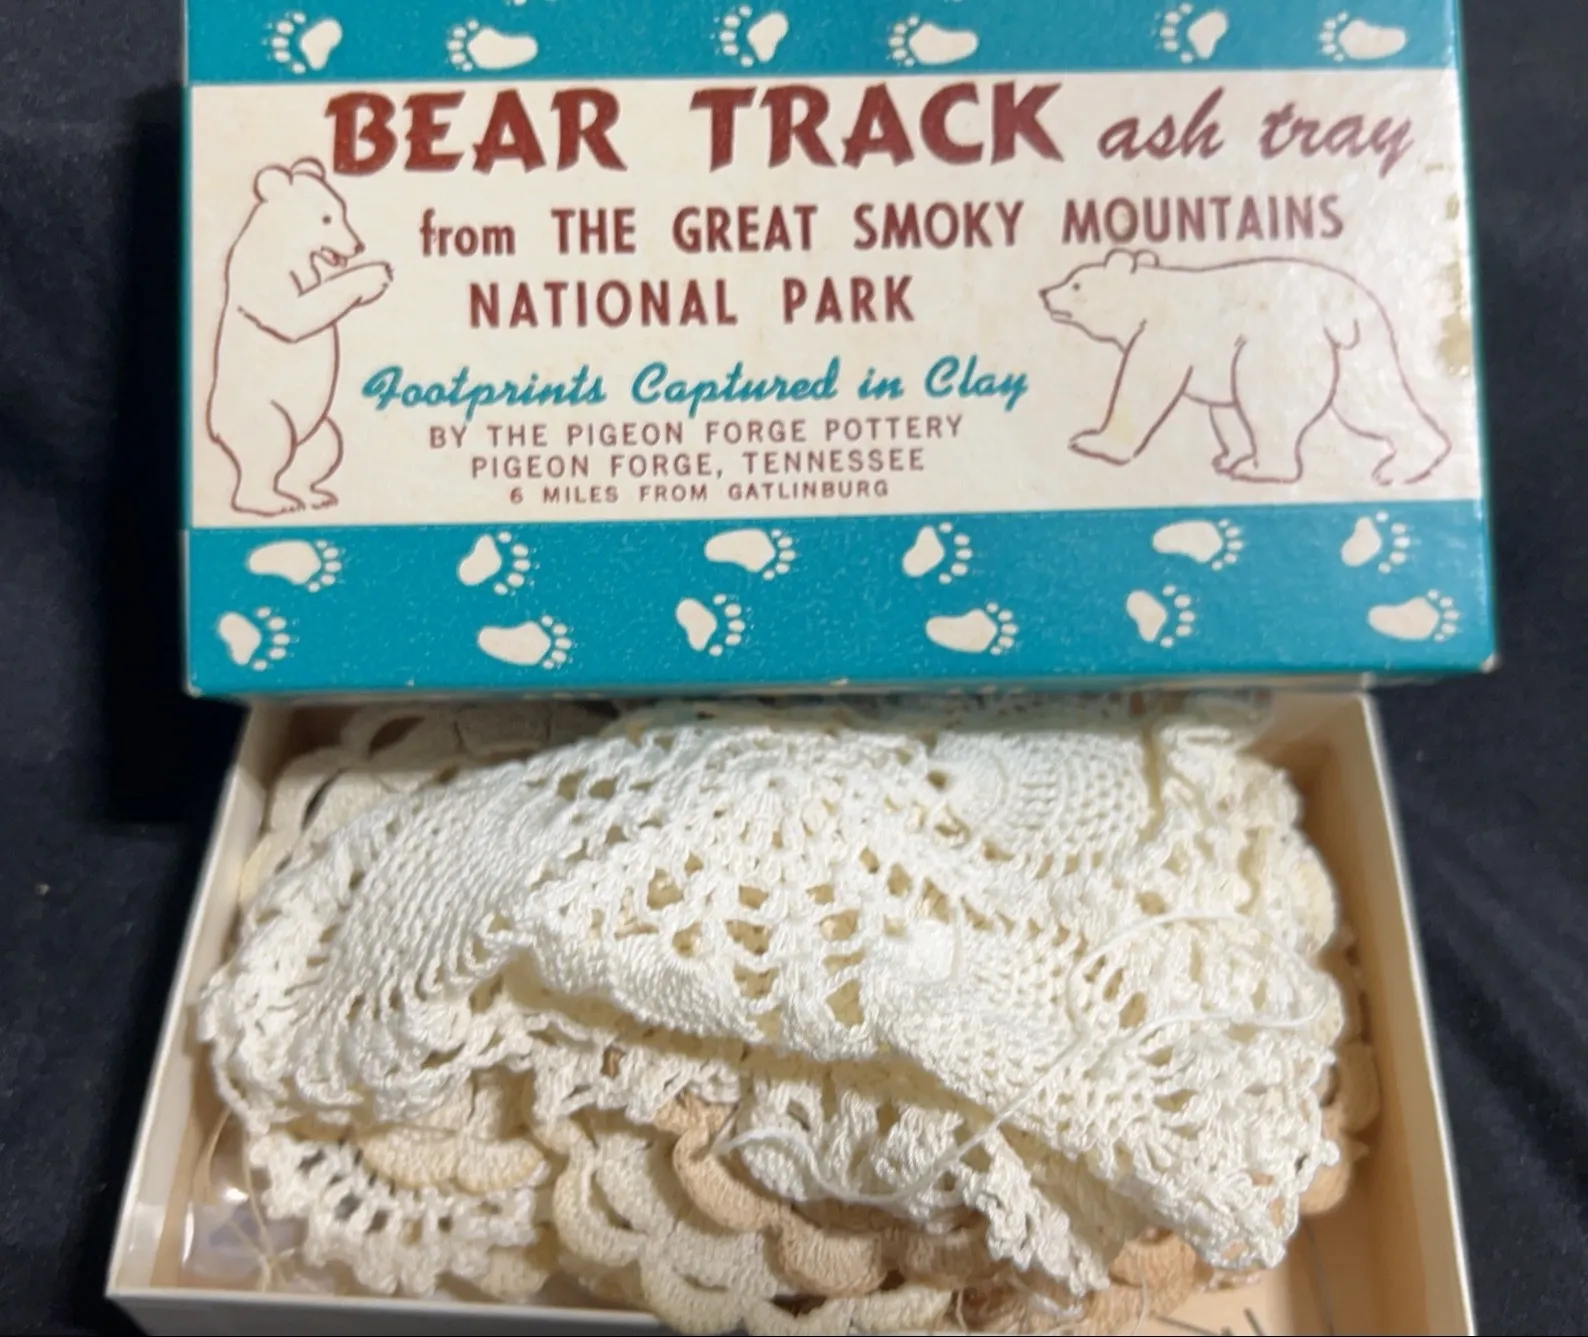 BEAR TRACK ash tray
from THE GREAT SMOKY MOUNTAINS
NATIONAL PARK
Footprints Captured in Clay
BY THE PIGEON FORGE POTTERY
PIGEON FORGE, TENNESSEE
6 MILES FROM GATLINBURG